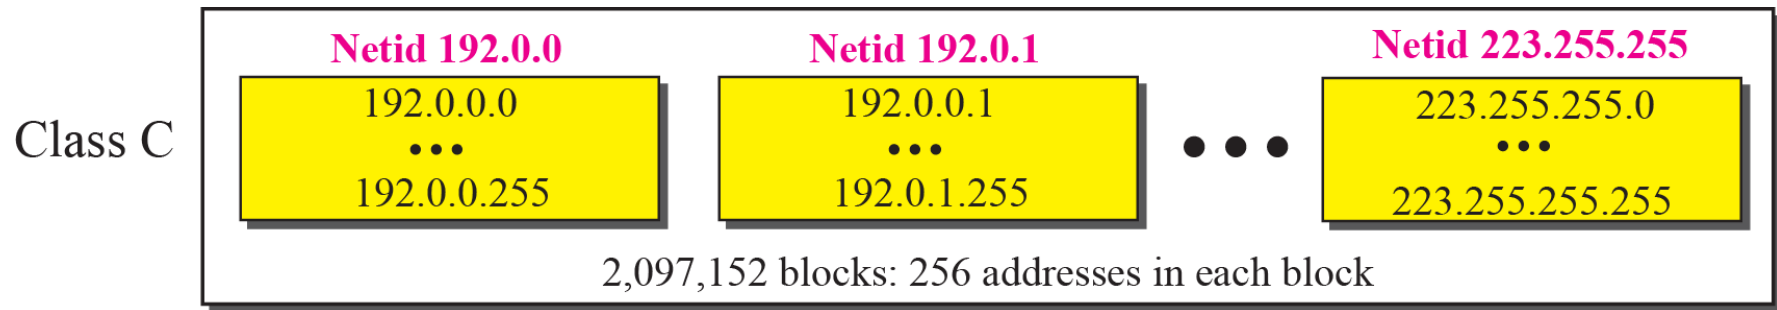 Class C
Netid 192.0.0
192.0.0.0
•••
192.0.0.255
Netid 192.0.1
192.0.0.1
•••
192.0.1.255
•••
Netid 223.255.255
223.255.255.0
•••
223.255.255.255
2,097,152 blocks: 256 addresses in each block